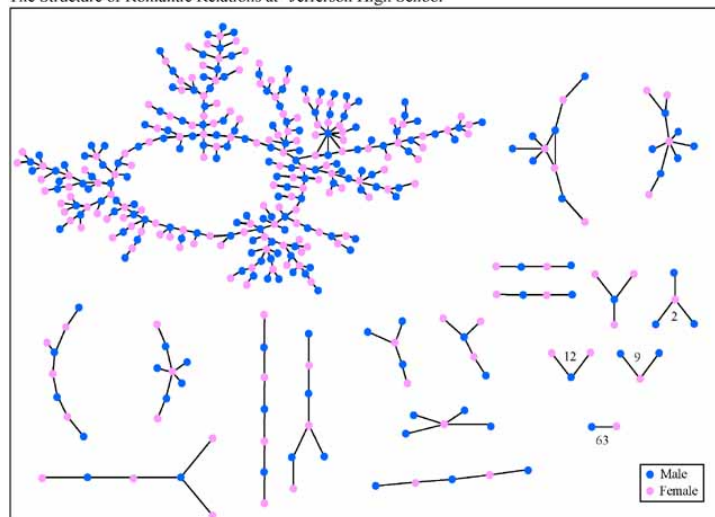 The Structure of Romantic Relations at "Jefferson High School"
2
12
9
63
Male
Female